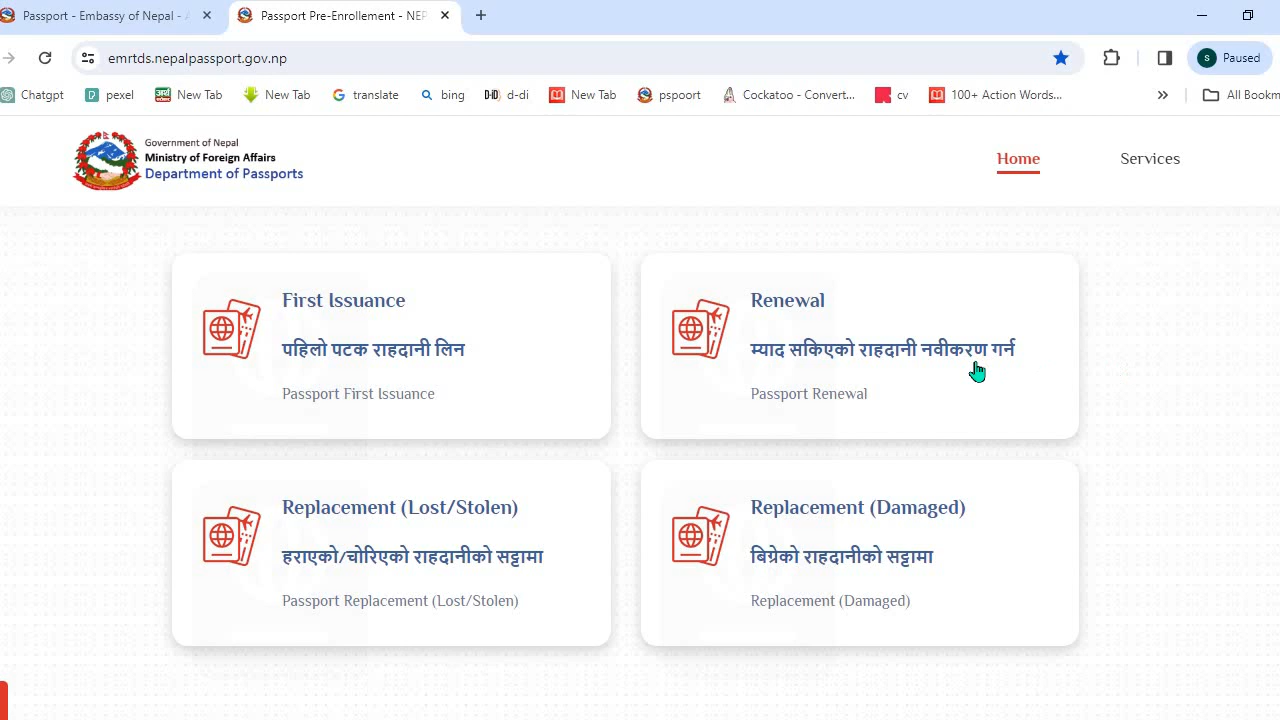 Passport - Embassy of Nepal -
Passport Pre-Enrollement - NEP
emrtds.nepalpassport.gov.np
S
Paused
Chatgpt
pexel
New Tab
New Tab
translate
bing
d-di
New Tab
pspoort
Cockatoo - Convert...
cv
100+ Action Words...
All Bookm
Government of Nepal
Ministry of Foreign Affairs
Department of Passports
Home
Services
First Issuance
पहिलो पटक राहदानी लिन
Passport First Issuance
Renewal
म्याद सकिएको राहदानी नवीकरण गर्न
Passport Renewal
Replacement (Lost/Stolen)
हराएको/चोरिएको राहदानीको सट्टामा
Passport Replacement (Lost/Stolen)
Replacement (Damaged)
बिग्रेको राहदानीको सट्टामा
Replacement (Damaged)